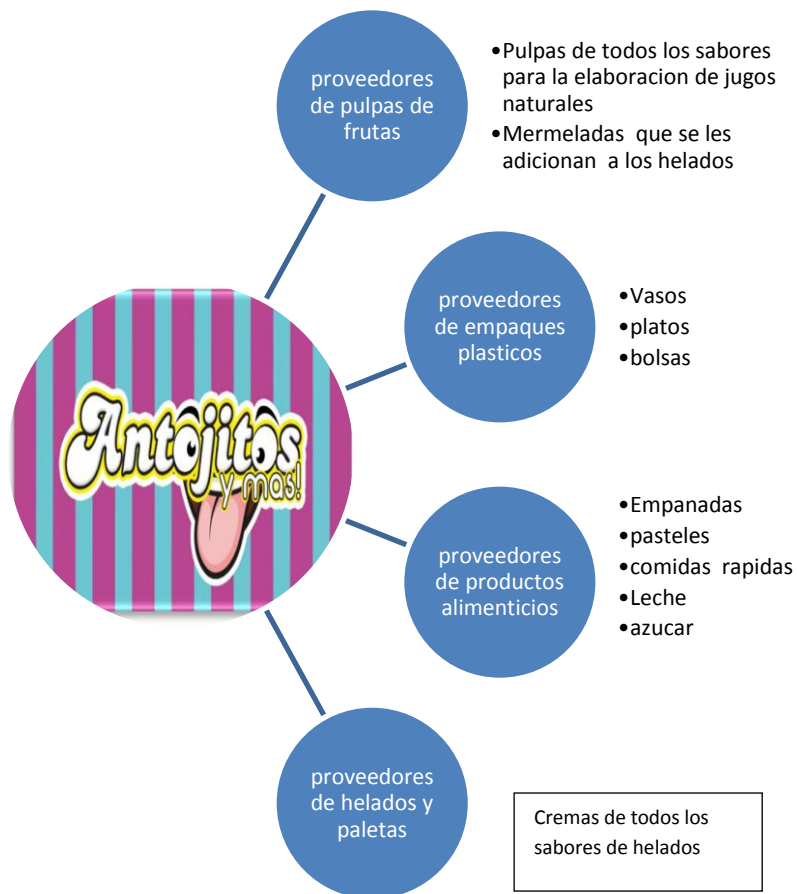 proveedores
de pulpas de
frutas
•Pulpas de todos los sabores
para la elaboracion de jugos
naturales
•Mermeladas que se les
adicionan a los helados
Antojitos
y mas!
proveedores
de empaques
plasticos
•Vasos
•platos
•bolsas
proveedores
de productos
alimenticios
•Empanadas
•pasteles
•comidas rapidas
•Leche
•azucar
proveedores
de helados y
paletas
Cremas de todos los
sabores de helados